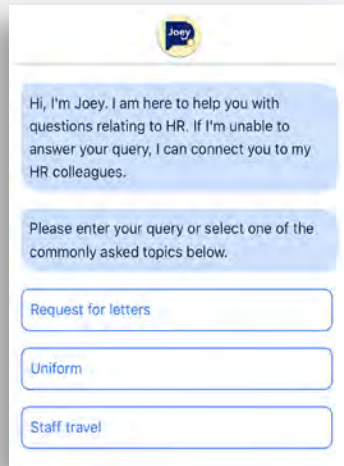 Joey
Hi, I'm Joey. I am here to help you with
questions relating to HR. If I'm unable to
answer your query, I can connect you to my
HR colleagues.
Please enter your query or select one of the
commonly asked topics below.
Request for letters
Uniform
Staff travel